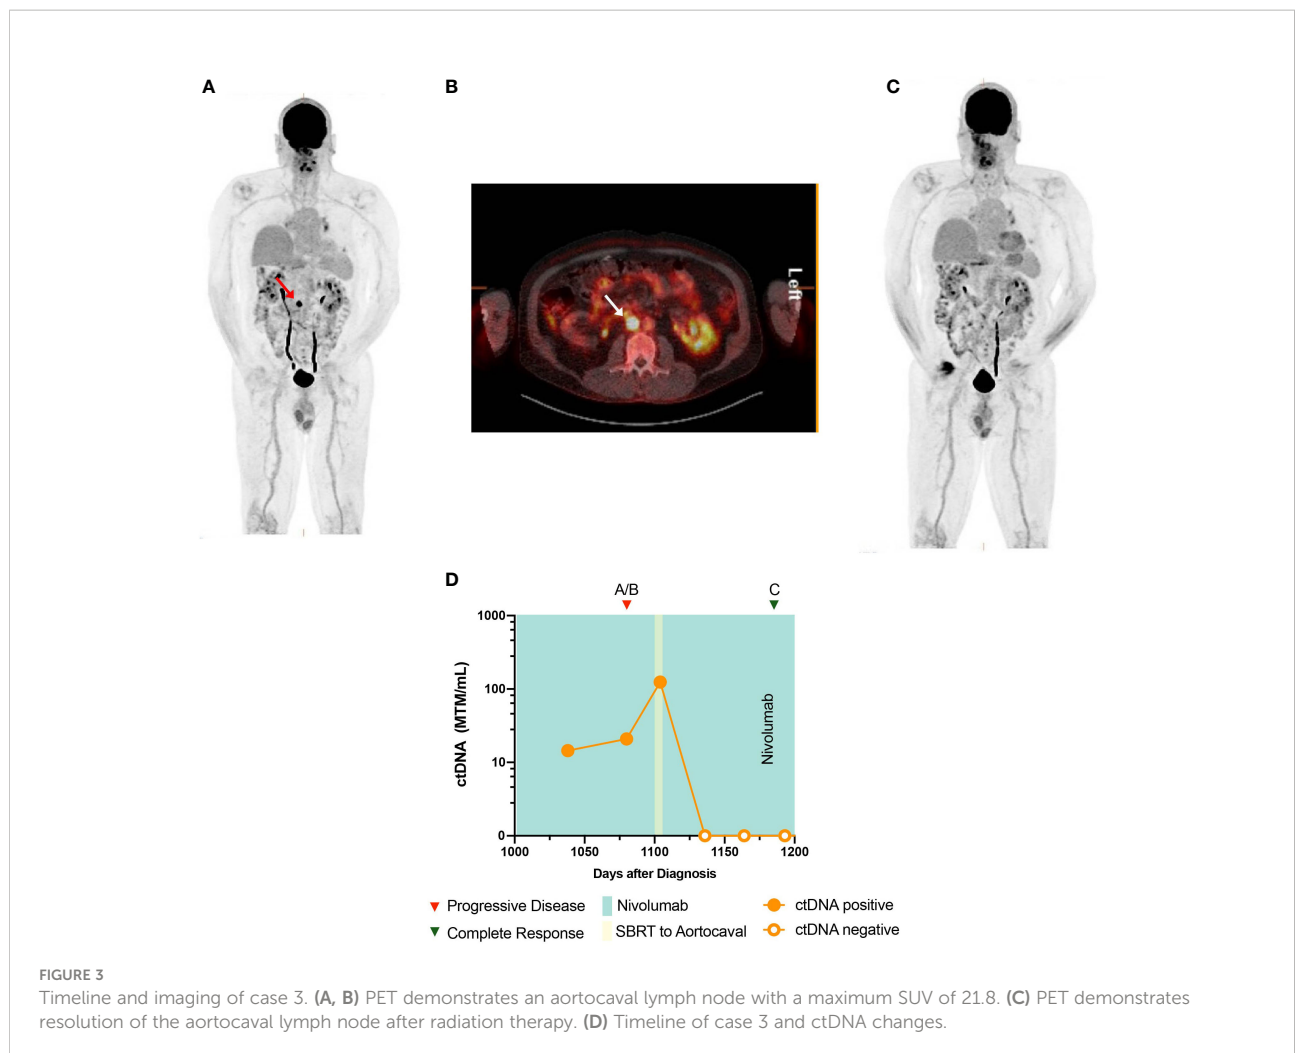 A
B
C
Left
D
A/B
C
1000
100
10
0
ctDNA (MTM/mL)
Nivolumab
1000 1050 1100 1150 1200
Days after Diagnosis
Progressive Disease Nivolumab ctDNA positive
Complete Response SBRT to Aortocaval ctDNA negative
FIGURE 3
Timeline and imaging of case 3. (A, B) PET demonstrates an aortocaval lymph node with a maximum SUV of 21.8. (C) PET demonstrates
resolution of the aortocaval lymph node after radiation therapy. (D) Timeline of case 3 and ctDNA changes.